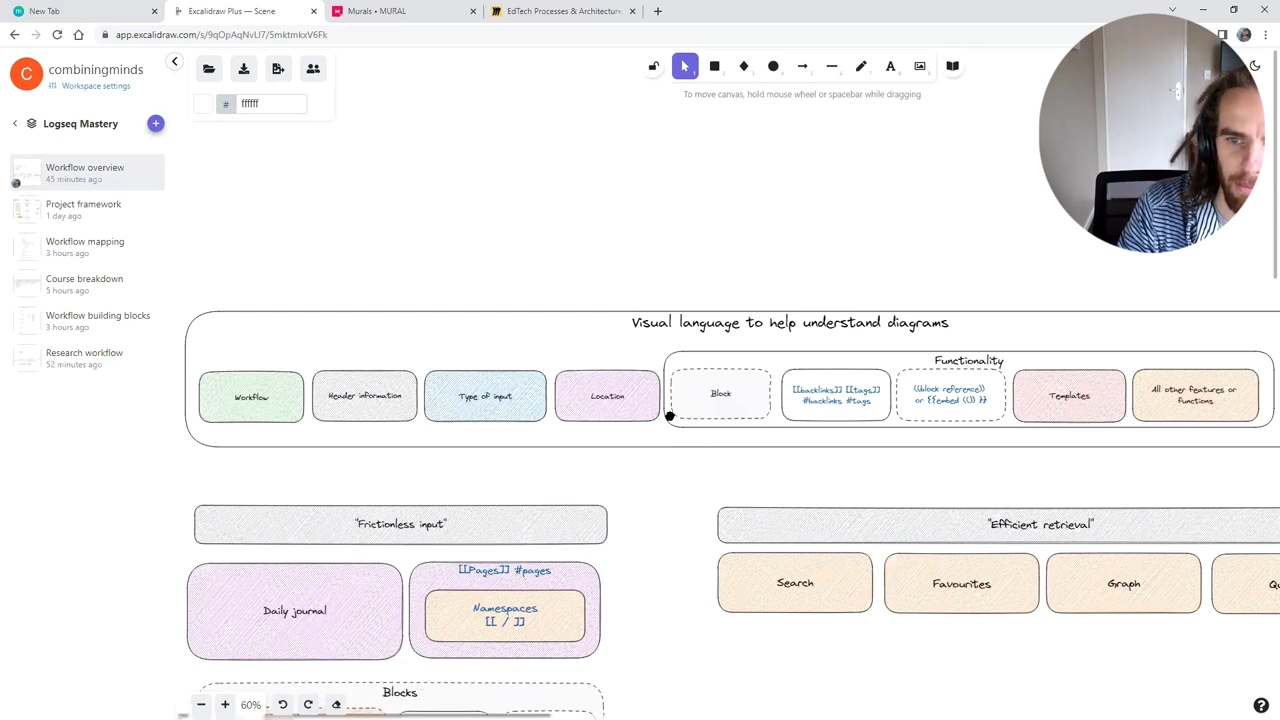 New Tab
Excalidraw Plus — Scene
Murals • MURAL
EdTech Processes & Architecture
app.excalidraw.com/s/9qOpAqNvLI7/5mktmkxV6Fk
C
combiningminds
Workspace settings
# ffffff
To move canvas, hold mouse wheel or spacebar while dragging
Logseq Mastery
Workflow overview
45 minutes ago
Project framework
1 day ago
Workflow mapping
3 hours ago
Course breakdown
5 hours ago
Workflow building blocks
3 hours ago
Research workflow
52 minutes ago
Visual language to help understand diagrams
Functionality
Workflow
Header information
Type of input
Location
Block
[[backlinks]] [[tags]]
#backlinks #tags
((block reference))
or {{embed (()) }}
Templates
All other features or
functions
"Frictionless input"
"Efficient retrieval"
Daily journal
[[Pages]] #pages
Namespaces
[[ / ]]
Search
Favourites
Graph
Blocks
60%